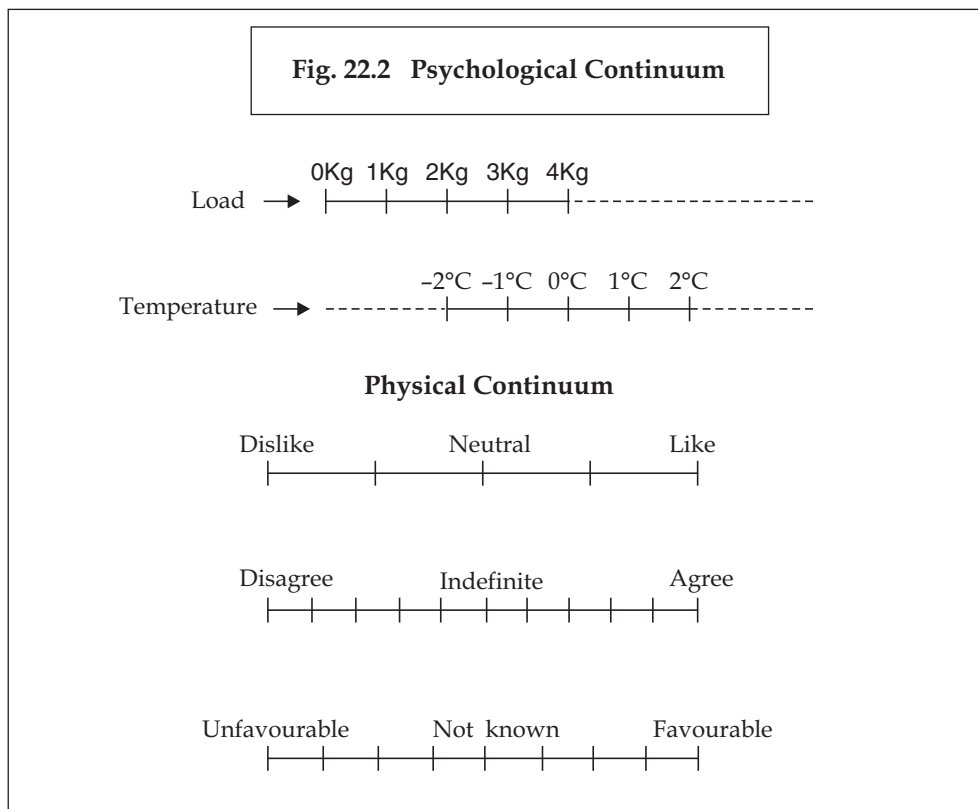 Fig. 22.2 Psychological Continuum
0Kg 1Kg 2Kg 3Kg 4Kg
Load
–2°C –1°C 0°C 1°C 2°C
Temperature
Physical Continuum
Dislike Neutral Like
Disagree Indefinite Agree
Unfavourable Not known Favourable